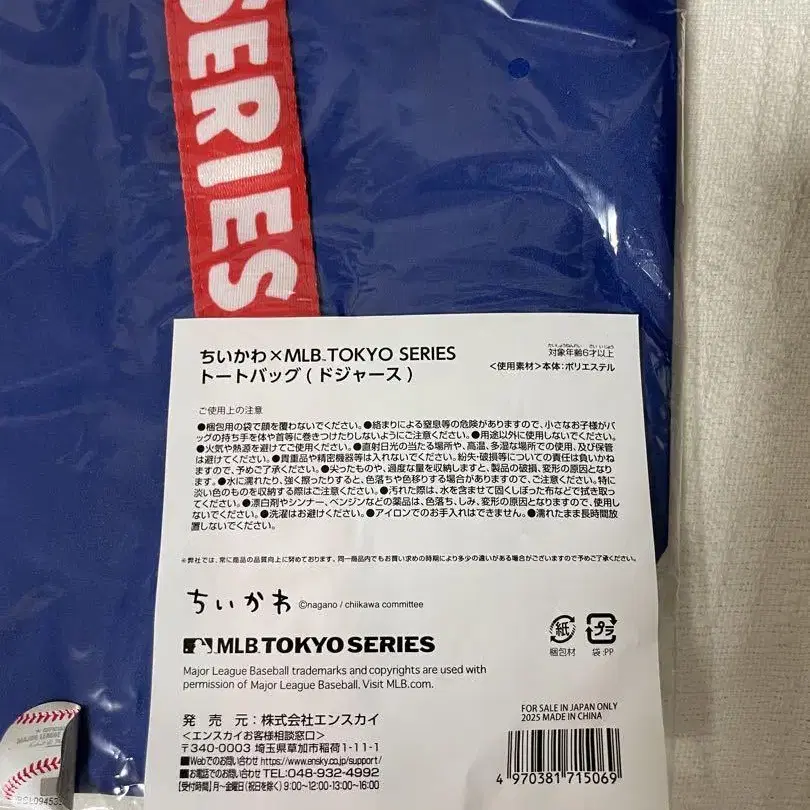 SERIES
ちいかわ×MLB™TOKYO SERIES
トートバッグ(ドジャース)
対象年齢6才以上
<使用素材>本体:ポリエステル
ご使用上の注意
●梱包用の袋で顔を覆わないでください。●絡まりによる窒息等の危険がありますので、小さなお子様がバ
ッグの持ち手を体や首等に巻きつけたりしないようにご注意ください。●用途以外に使用しないでください。
●火気や熱源を避けてご使用ください。●直射日光の当たる場所や、高温、多湿な場所での使用、及び保管
は避けてください。●貴重品や精密機器等は入れないでください。紛失・破損等についての責任は負いかね
ますので、予めご了承ください。●尖ったものや、過度な量を収納しますと、製品の破損、変形の原因となり
ます。●水に濡れたり、強く擦ったりすると、色落ちや色移りする場合がありますので、ご注意ください。特に
淡い色のものを収納する際はご注意ください。●汚れた際は、水を含ませて固くしぼった布などで拭き取っ
てください。●漂白剤やシンナー、ベンジンなどの薬品は、色落ち、しみ、変形の原因となりますので、使用し
ないでください。●洗濯はお避けください。●アイロンでのお手入れはできません。●濡れたまま長時間放
置しないでください。
※弊社では、常に商品の品質向上に努めております。同一商品内でもお買い求めの時期により多少の違いがある場合がございますので予めご了承ください。
ちいかわ ©nagano / chiikawa committee
紙 プラ
梱包材 袋:PP
MLB™TOKYO SERIES
Major League Baseball trademarks and copyrights are used with
permission of Major League Baseball. Visit MLB.com.
FOR SALE IN JAPAN ONLY
2025 MADE IN CHINA
発 売 元:株式会社エンスカイ
<エンスカイお客様相談窓口>
〒340-0003 埼玉県草加市稲荷1-11-1
■Webでのお問い合わせ https://www.ensky.co.jp/support/
■お電話でのお問い合わせ TEL:048-932-4992
[受付時間]月~金曜日(祝日を除く)9:00~12:00・13:00~16:00
4 970381 715069